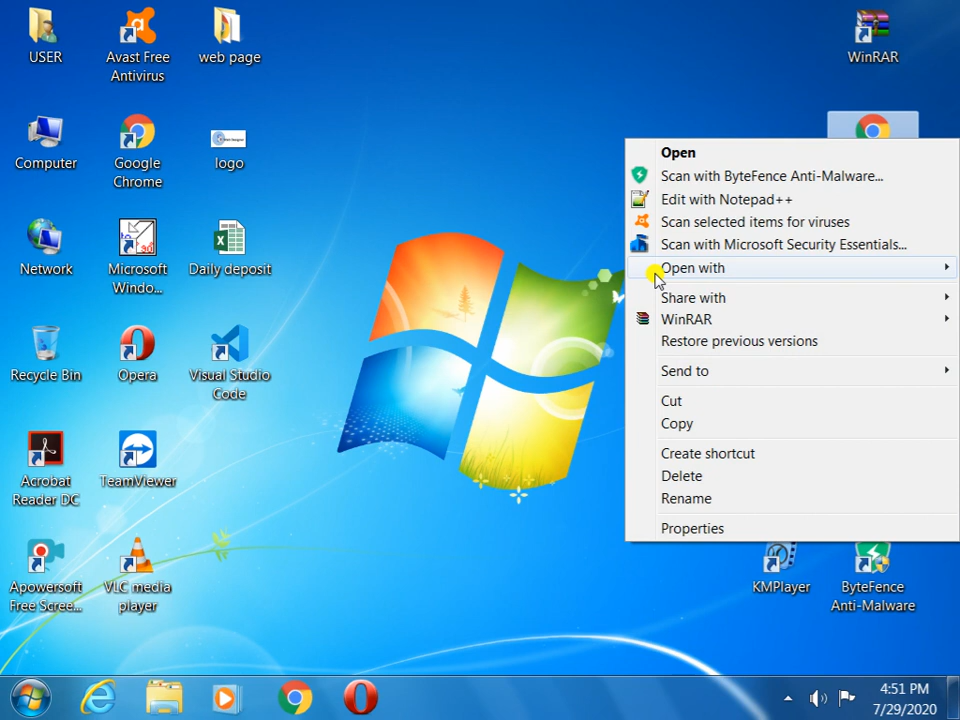 USER
Avast Free
Antivirus
web page
WinRAR
Computer
Google
Chrome
logo
Network
Microsoft
Windo...
Daily deposit
Recycle Bin
Opera
Visual Studio
Code
Acrobat
Reader DC
TeamViewer
Apowersoft
Free Scree...
VLC media
player
Open
Scan with ByteFence Anti-Malware...
Edit with Notepad++
Scan selected items for viruses
Scan with Microsoft Security Essentials...
Open with
Share with
WinRAR
Restore previous versions
Send to
Cut
Copy
Create shortcut
Delete
Rename
Properties
KMPlayer
ByteFence
Anti-Malware
4:51 PM
7/29/2020